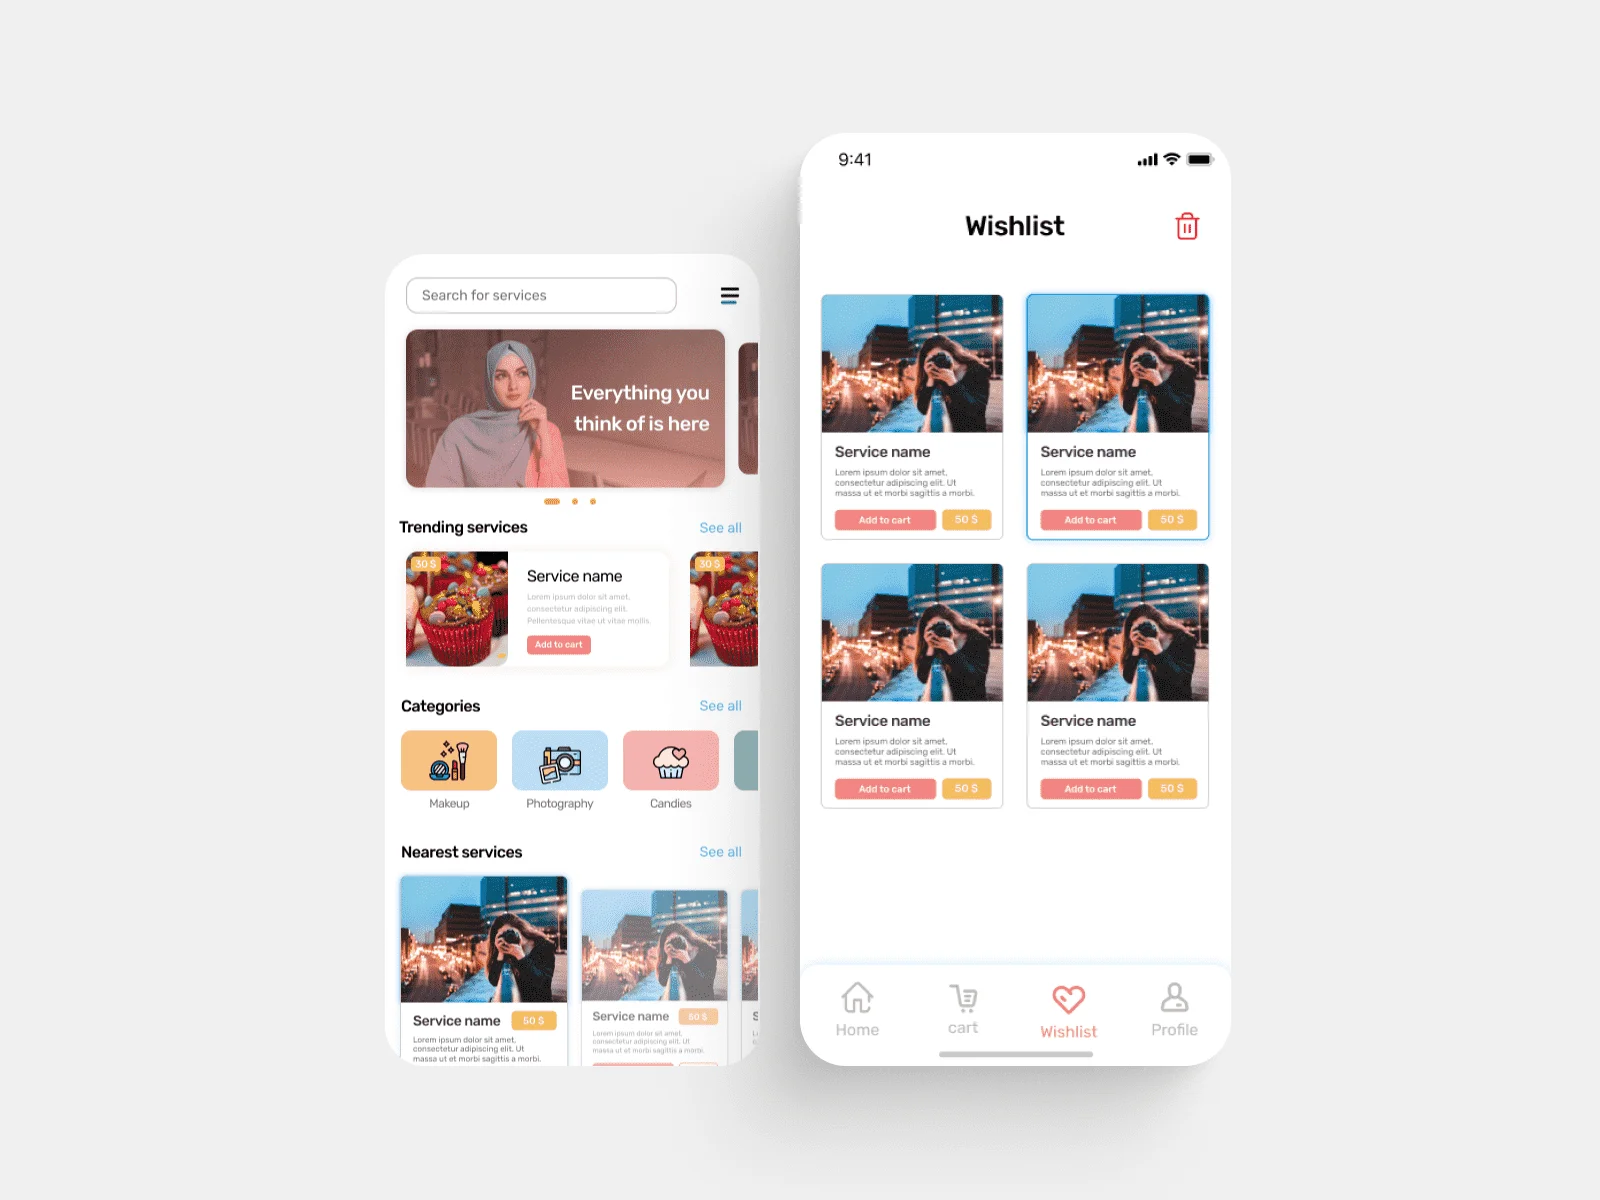 Search for services
Everything you
think of is here
Trending services
See all
30 $
Service name
Lorem ipsum dolor sit amet,
consectetur adipiscing elit.
Pellentesque vitae ut vitae mollis.
Add to cart
30 $
Categories
See all
Makeup
Photography
Candies
Nearest services
See all
Service name
50 $
Lorem ipsum dolor sit amet,
consectetur adipiscing elit. Ut
massa ut et morbi sagittis a morbi.
Service name
50 $
Lorem ipsum dolor sit amet,
consectetur adipiscing elit. Ut
massa ut et morbi sagittis a morbi.
9:41
Wishlist
Service name
Lorem ipsum dolor sit amet,
consectetur adipiscing elit. Ut
massa ut et morbi sagittis a morbi.
Add to cart
50 $
Service name
Lorem ipsum dolor sit amet,
consectetur adipiscing elit. Ut
massa ut et morbi sagittis a morbi.
Add to cart
50 $
Service name
Lorem ipsum dolor sit amet,
consectetur adipiscing elit. Ut
massa ut et morbi sagittis a morbi.
Add to cart
50 $
Service name
Lorem ipsum dolor sit amet,
consectetur adipiscing elit. Ut
massa ut et morbi sagittis a morbi.
Add to cart
50 $
Home
cart
Wishlist
Profile